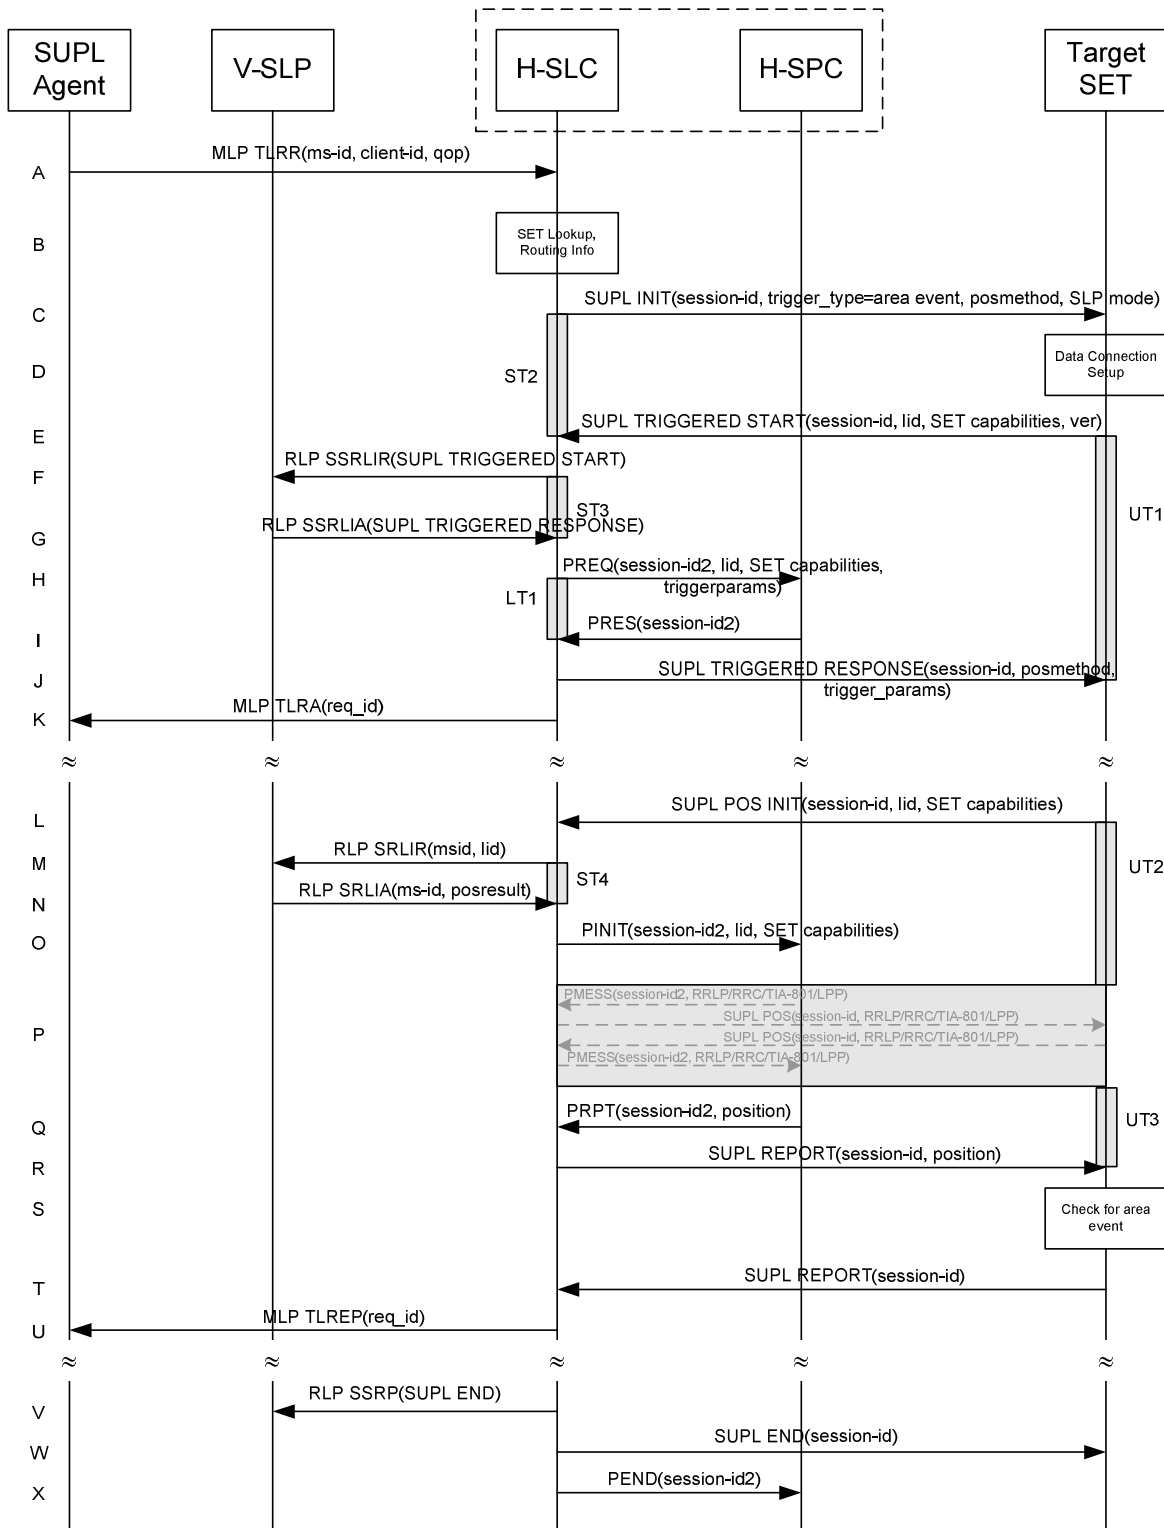 SUPL
Agent
V-SLP
H-SLC
H-SPC
Target
SET
MLP TLRR(ms-id, client-id, qop)
A
B
SET Lookup,
Routing Info
C
SUPL INIT(session-id, trigger_type=area event, posmethod, SLP mode)
D
ST2
Data Connection
Setup
E
SUPL TRIGGERED START(session-id, lid, SET capabilities, ver)
F
RLP SSRLIR(SUPL TRIGGERED START)
ST3
UT1
G
RLP SSRLIA(SUPL TRIGGERED RESPONSE)
H
PREQ(session-id2, lid, SET capabilities,
triggerparams)
LT1
I
PRES(session-id2)
J
SUPL TRIGGERED RESPONSE(session-id, posmethod,
trigger_params)
K
MLP TLRA(req_id)
≈ ≈ ≈ ≈ ≈
L
SUPL POS INIT(session-id, lid, SET capabilities)
M
RLP SRLIR(msid, lid)
ST4
UT2
N
RLP SRLIA(ms-id, posresult)
O
PINIT(session-id2, lid, SET capabilities)
PMESS(session-id2, RRLP/RRC/TIA-801/LPP)
SUPL POS(session-id, RRLP/RRC/TIA-801/LPP)
P
SUPL POS(session-id, RRLP/RRC/TIA-801/LPP)
PMESS(session-id2, RRLP/RRC/TIA-801/LPP)
Q
PRPT(session-id2, position)
UT3
R
SUPL REPORT(session-id, position)
S
Check for area
event
T
SUPL REPORT(session-id)
U
MLP TLREP(req_id)
≈ ≈ ≈ ≈ ≈
V
RLP SSRP(SUPL END)
W
SUPL END(session-id)
X
PEND(session-id2)